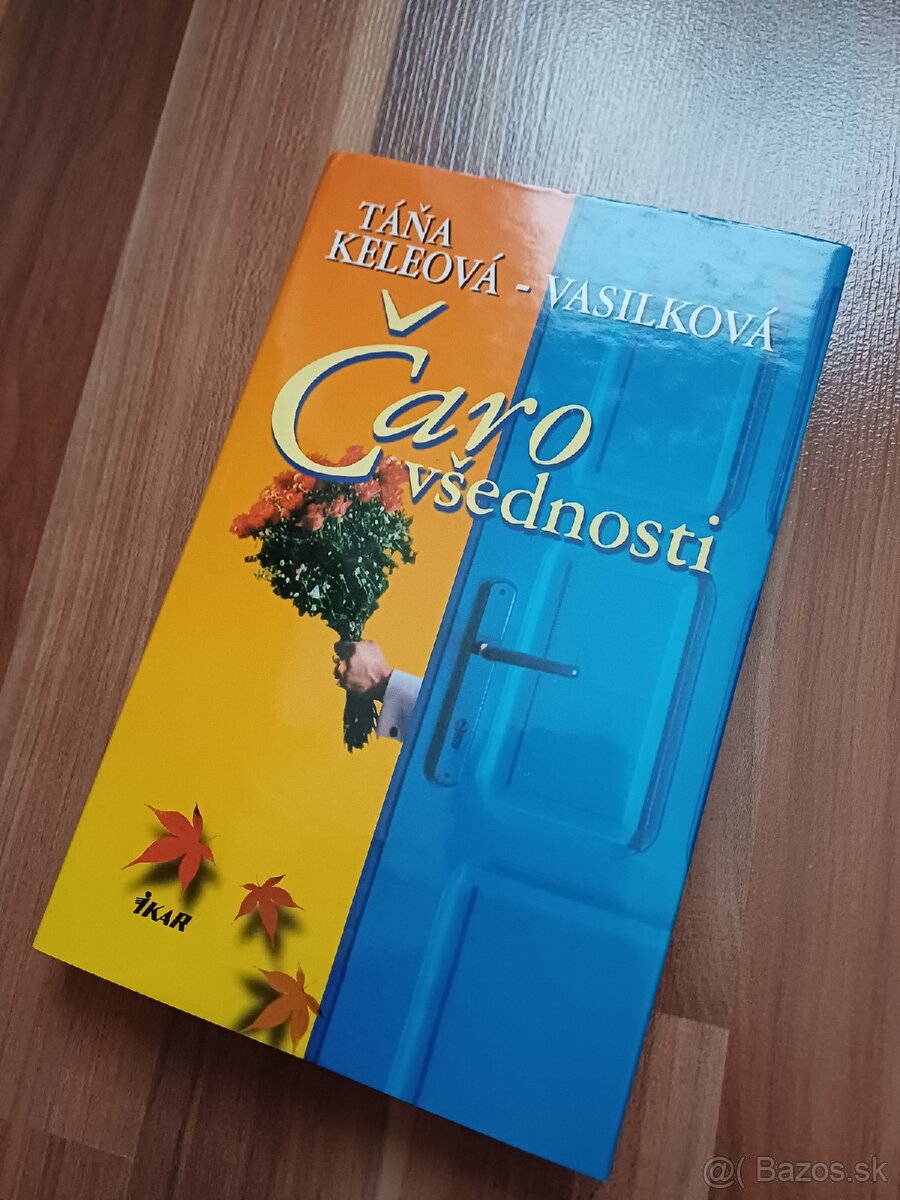 TÁŇA
KELEOVÁ - VASILKOVÁ
Čaro
všednosti
iKAR
@( Bazos.sk